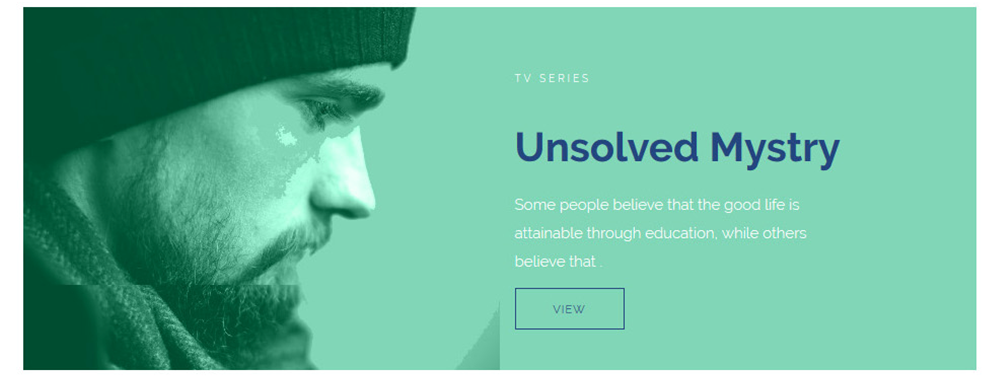 TV SERIES
Unsolved Mystry
Some people believe that the good life is
attainable through education, while others
believe that .
VIEW